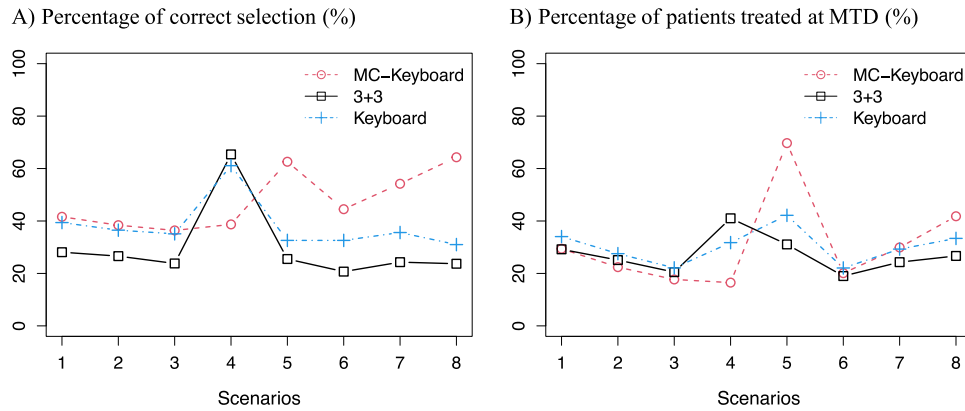 A) Percentage of correct selection (%)
100
80
60
40
20
0
MC−Keyboard
3+3
Keyboard
1 2 3 4 5 6 7 8
Scenarios
B) Percentage of patients treated at MTD (%)
100
80
60
40
20
0
MC−Keyboard
3+3
Keyboard
1 2 3 4 5 6 7 8
Scenarios